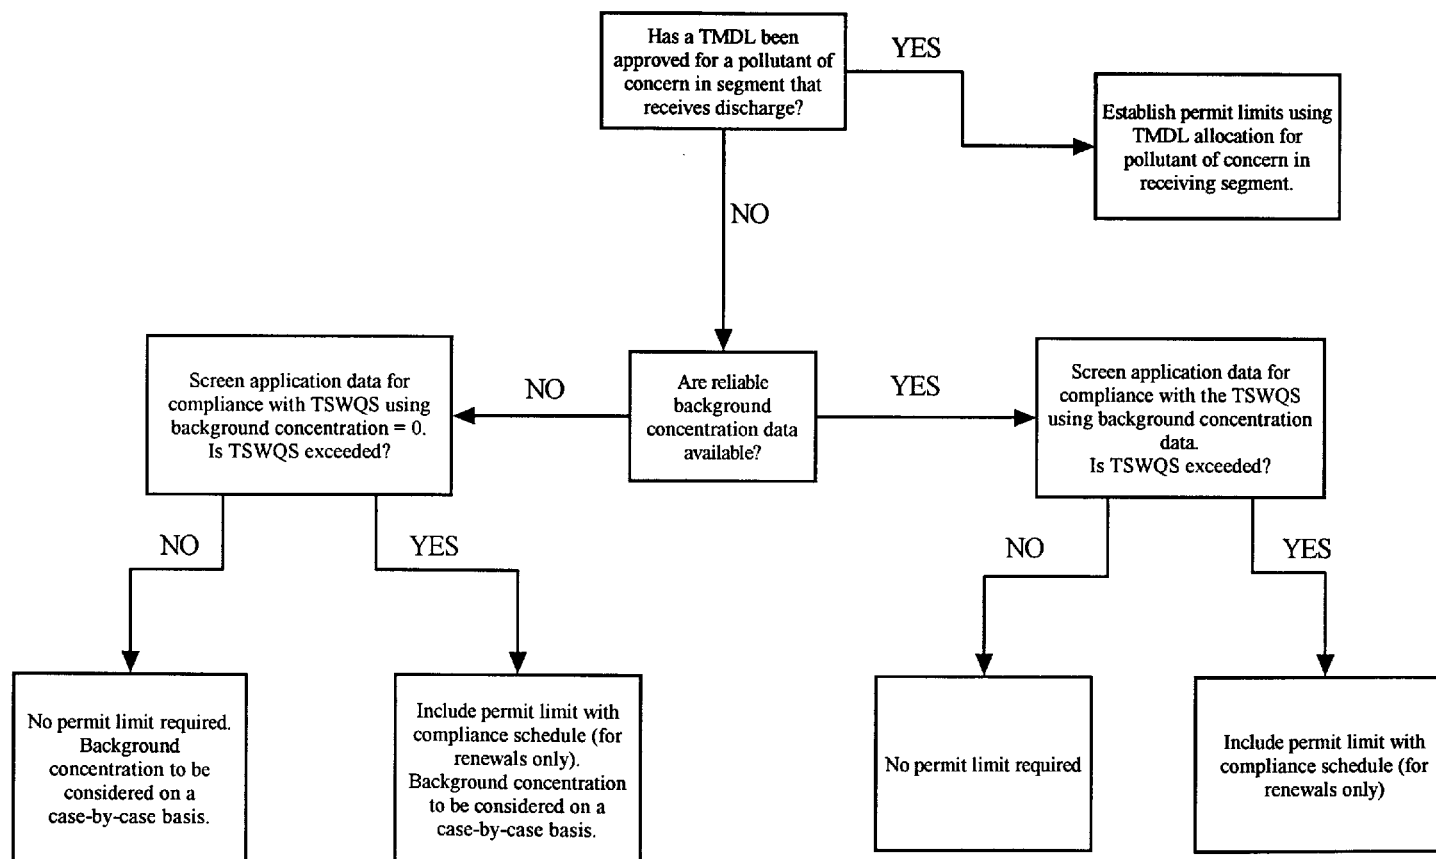 Has a TMDL been
approved for a pollutant of
concern in segment that
receives discharge?
YES
Establish permit limits using
TMDL allocation for
pollutant of concern in
receiving segment.
NO
Screen application data for
compliance with TSWQS using
background concentration = 0.
Is TSWQS exceeded?
NO
Are reliable
background
concentration data
available?
YES
Screen application data for
compliance with the TSWQS
using background concentration
data.
Is TSWQS exceeded?
NO
YES
NO
YES
No permit limit required.
Background
concentration to be
considered on a
case-by-case basis.
Include permit limit with
compliance schedule (for
renewals only).
Background concentration
to be considered on a
case-by-case basis.
No permit limit required
Include permit limit with
compliance schedule (for
renewals only)